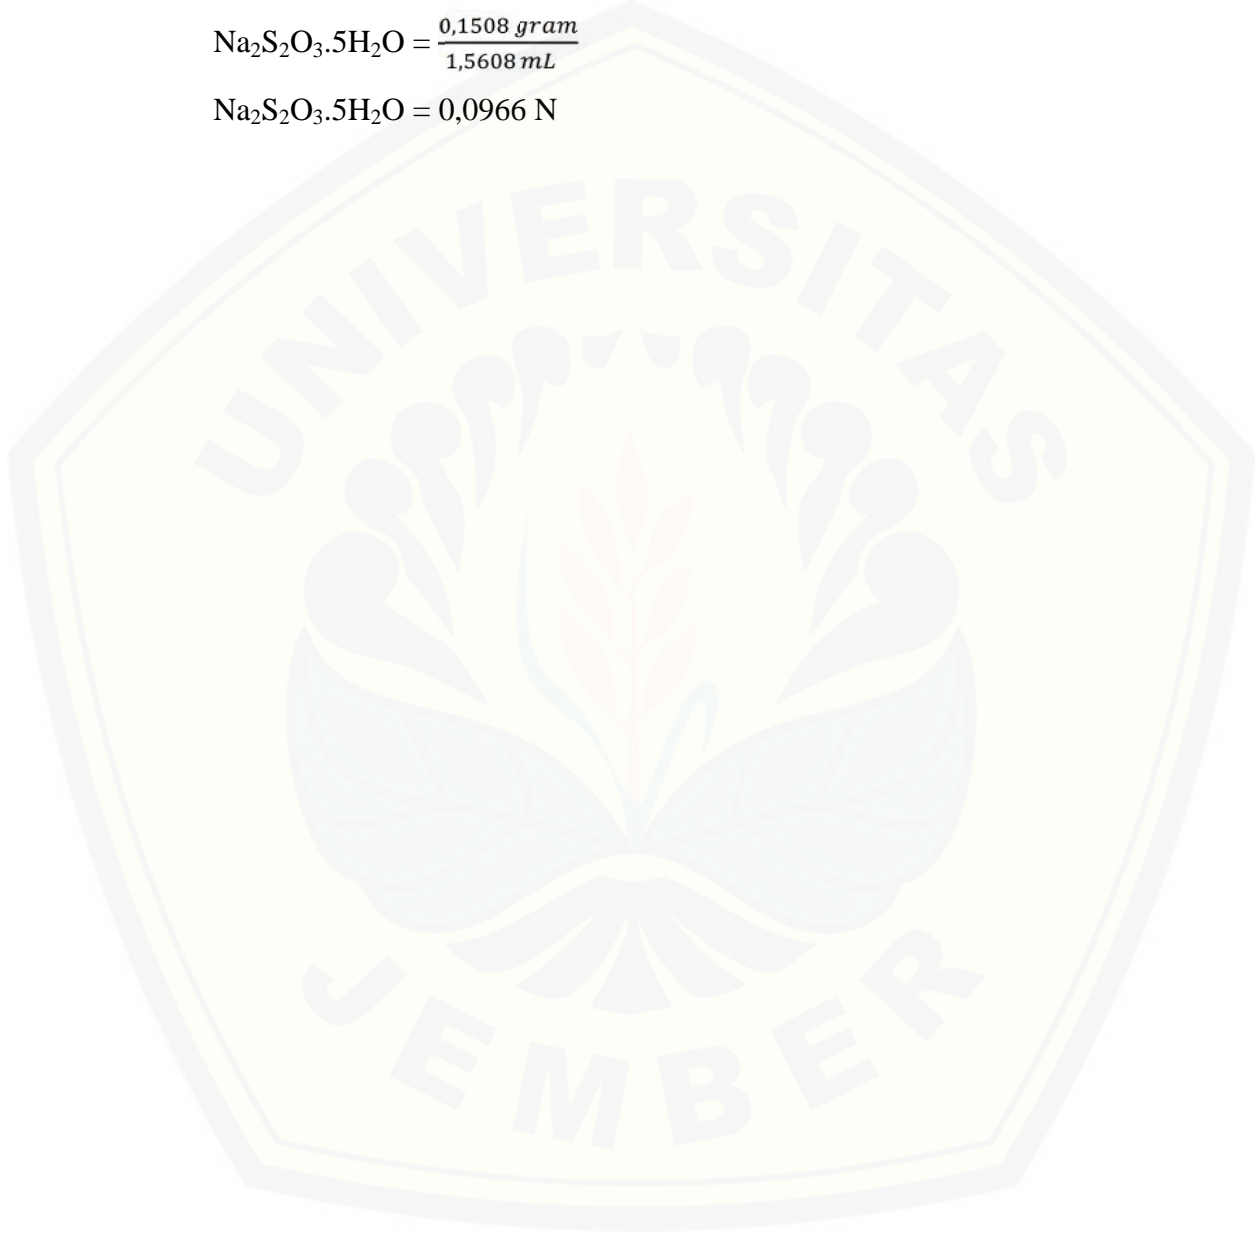 Na₂S₂O₃.5H₂O = 0,1508 gram / 1,5608 mL
Na₂S₂O₃.5H₂O = 0,0966 N
UNIVERSITAS
JEMBER